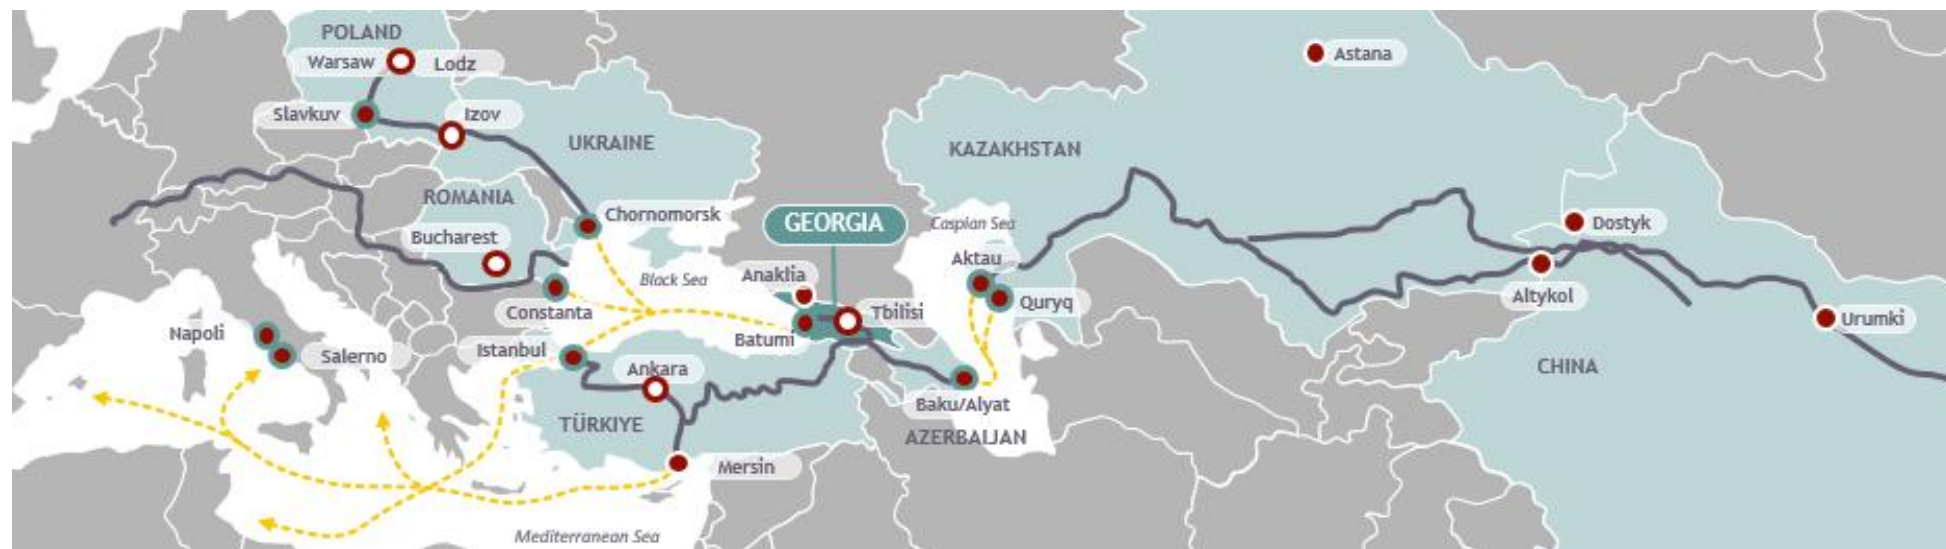 POLAND
Warsaw
Lodz
Astana
Slavkuv
Izov
UKRAINE
KAZAKHSTAN
ROMANIA
Chornomorsk
GEORGIA
Caspian Sea
Dostyk
Bucharest
Black Sea
Anaklia
Aktau
Constanta
Tbilisi
Quryq
Altykol
Napoli
Batumi
Urumki
Istanbul
Salerno
Ankara
CHINA
Baku/Alyat
TÜRKIYE
AZERBAIJAN
Mersin
Mediterranean Sea